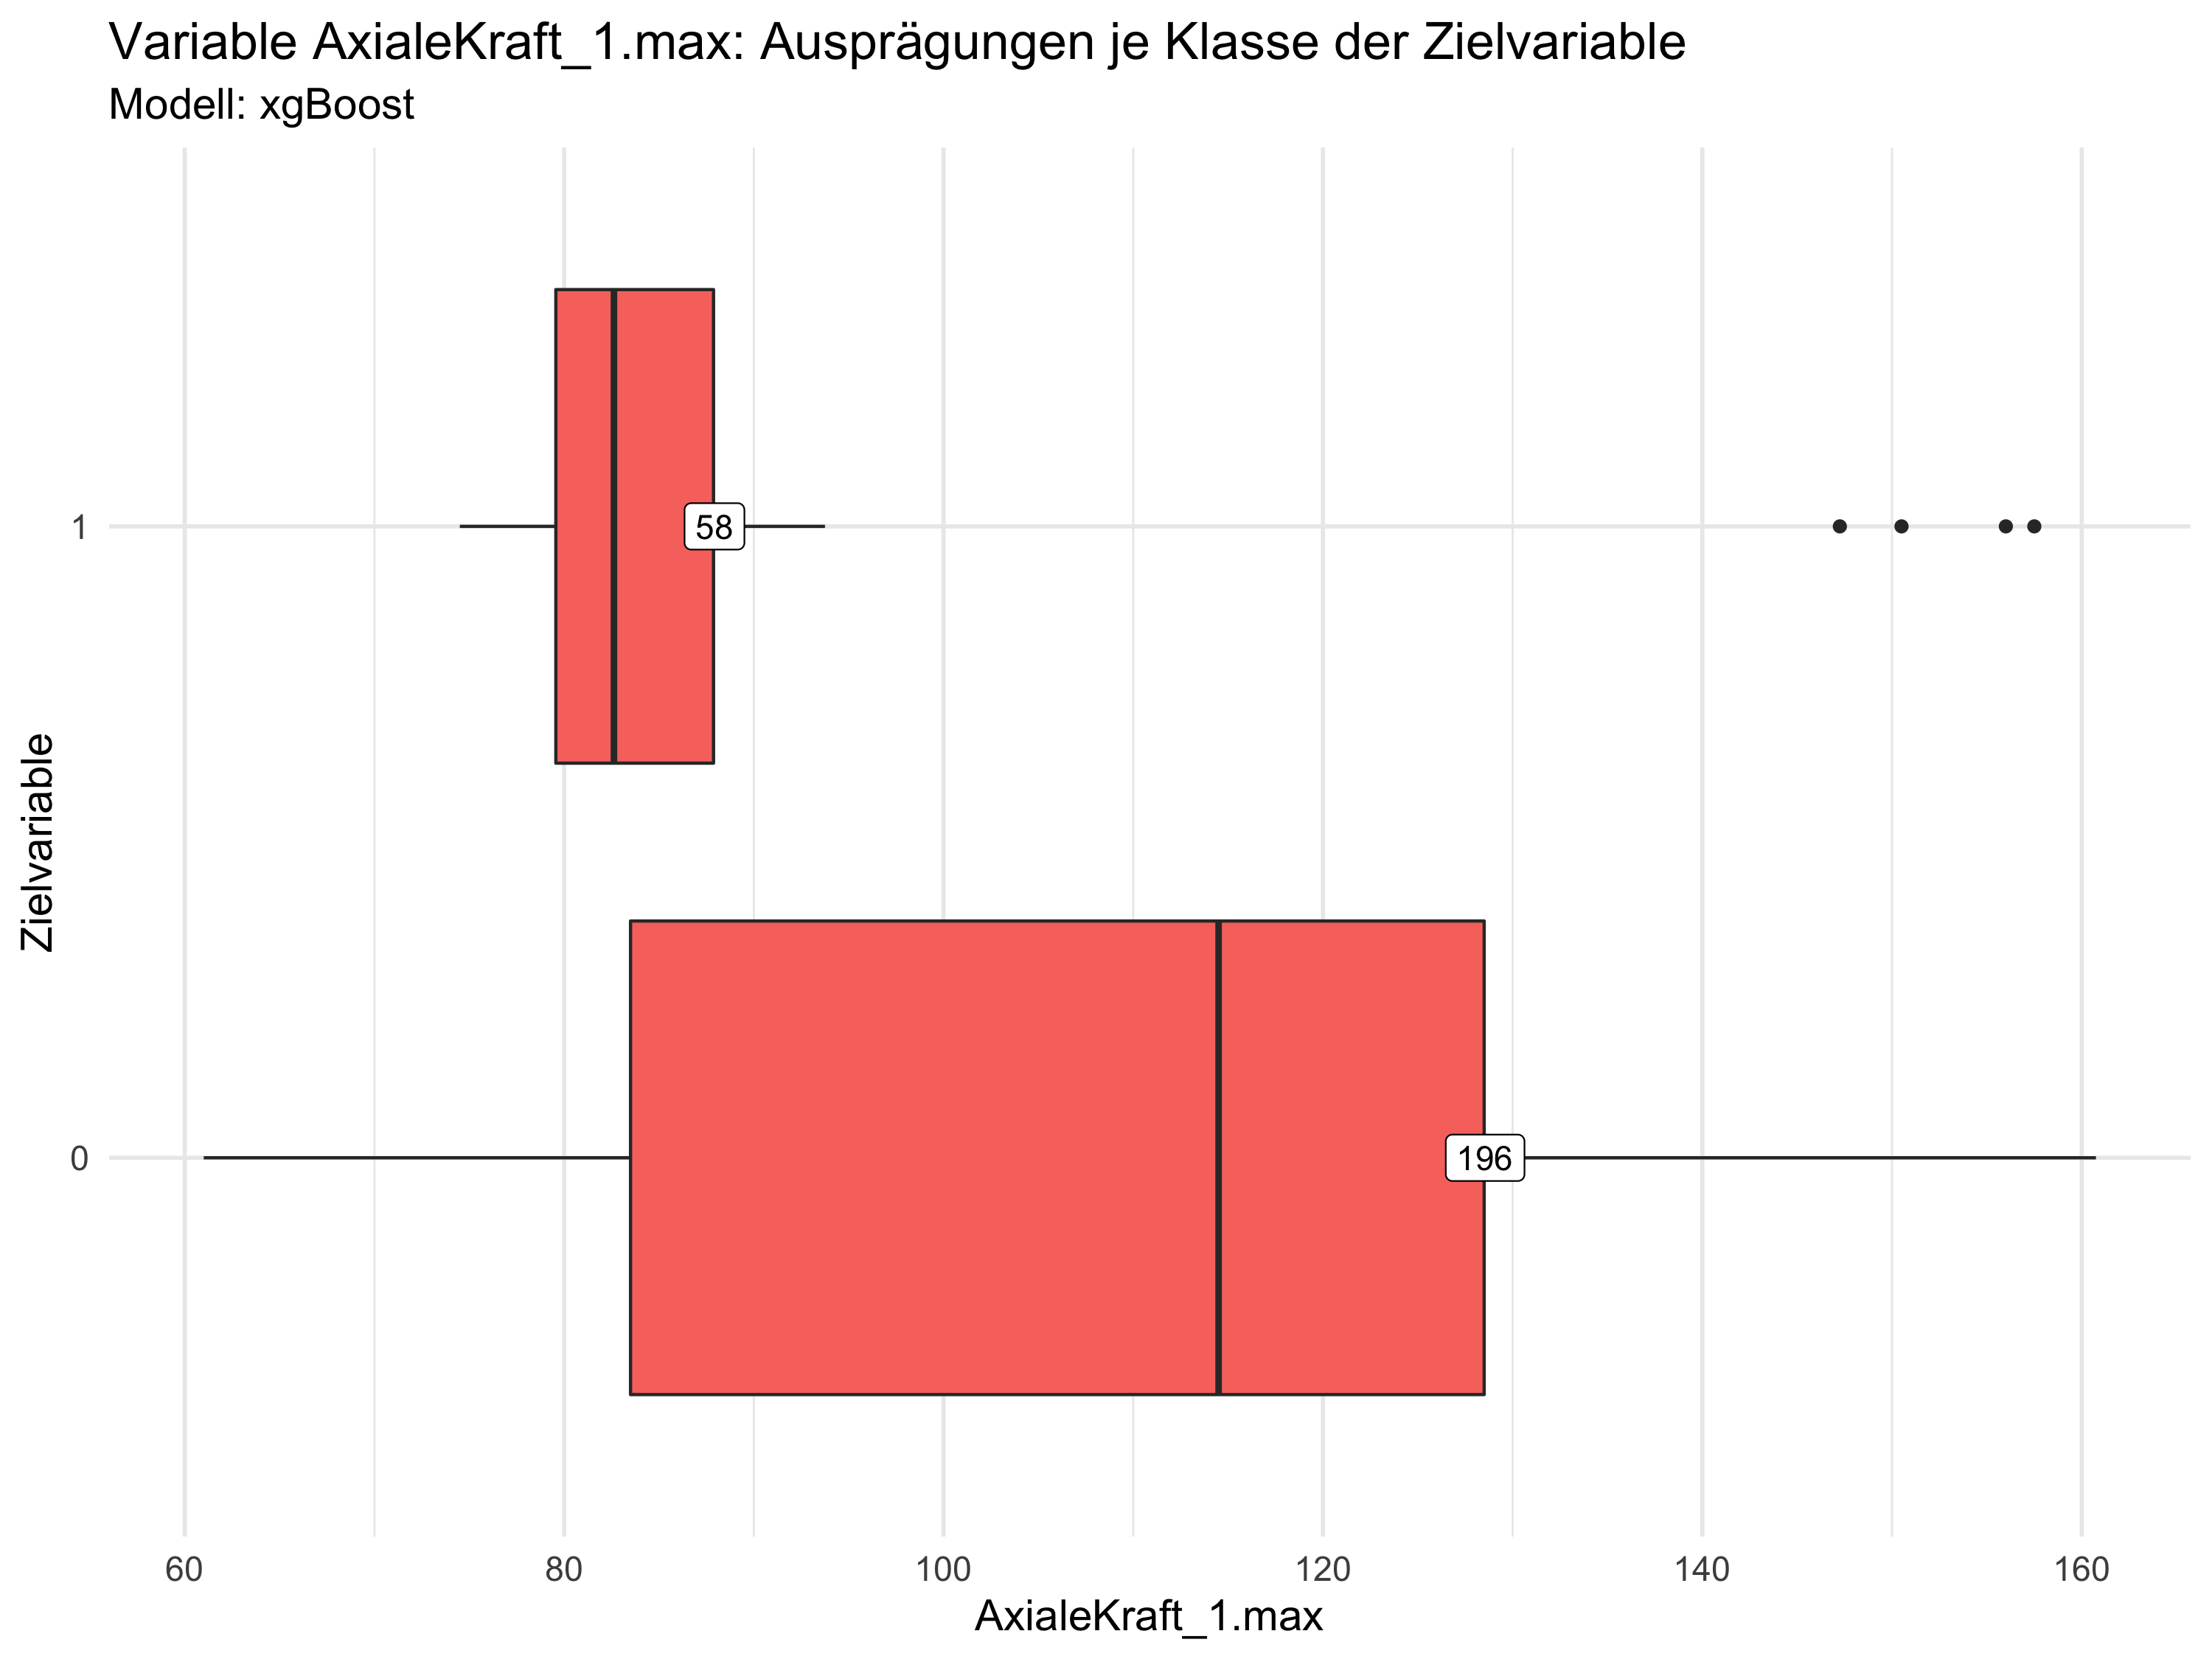 Variable AxialeKraft_1.max: Ausprägungen je Klasse der Zielvariable
Modell: xgBoost
Zielvariable
1
58
0
196
60 80 100 120 140 160
AxialeKraft_1.max